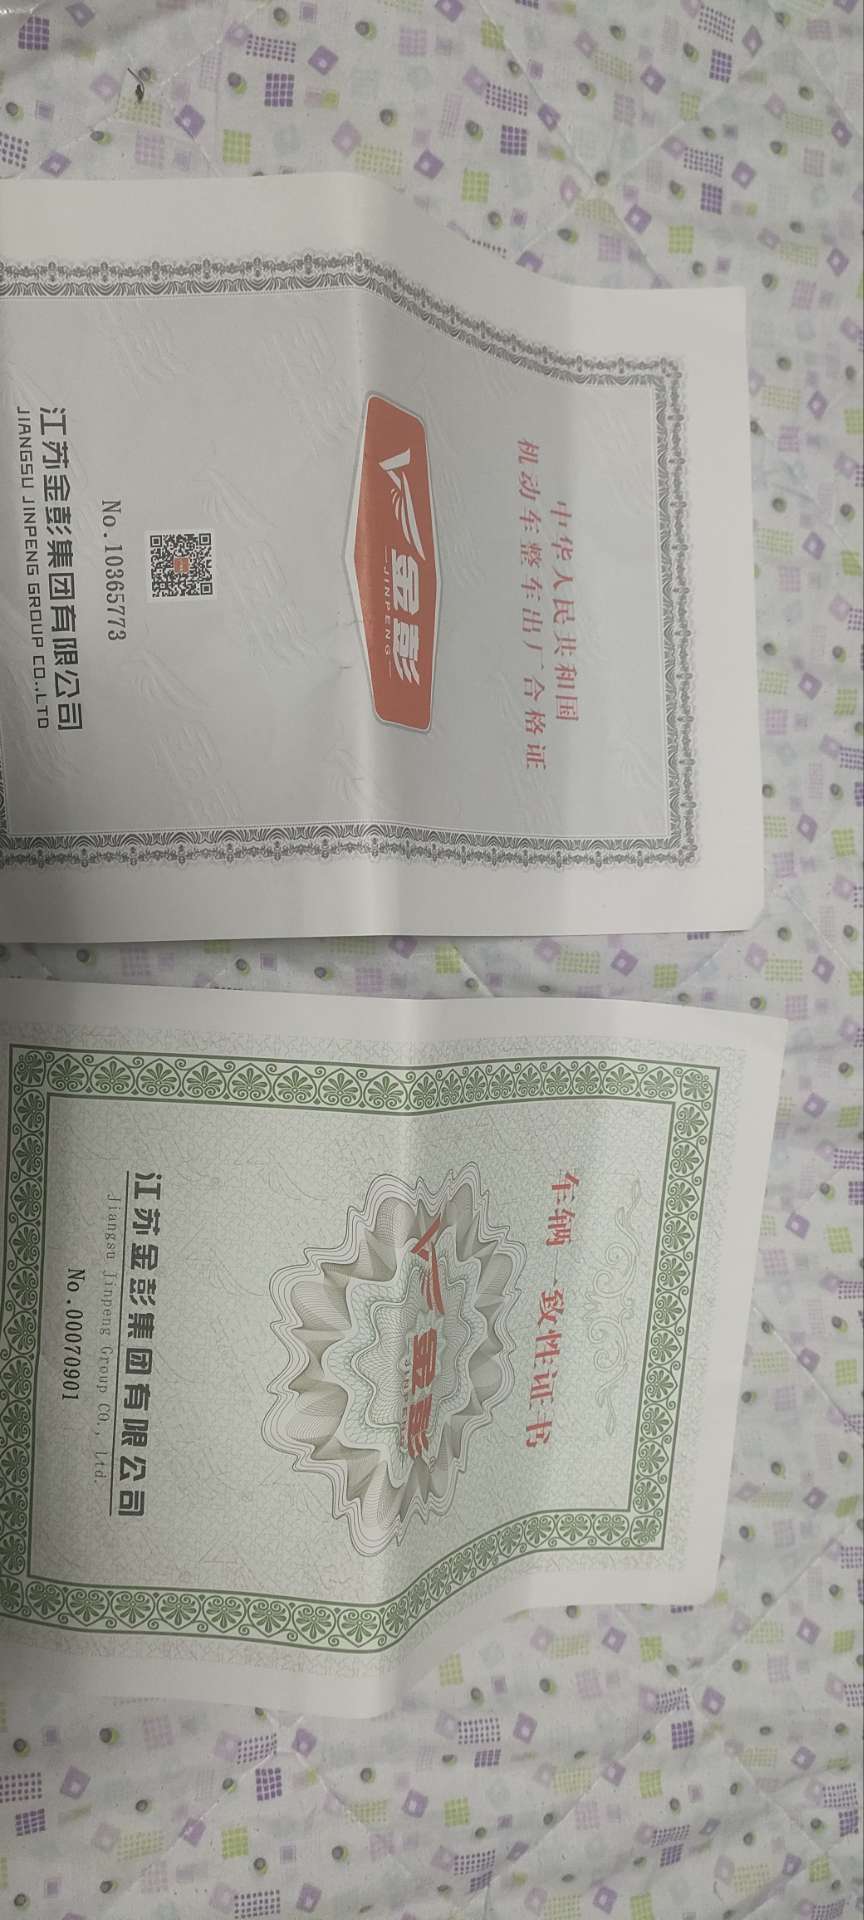 中华人民共和国
机动车整车出厂合格证
金彭
JINPENG
No.10365773
江苏金彭集团有限公司
JIANGSU JINPENG GROUP CO.,LTD
车辆一致性证书
金彭
江苏金彭集团有限公司
Jiangsu Jinpeng Group CO., Ltd.
No.00070901